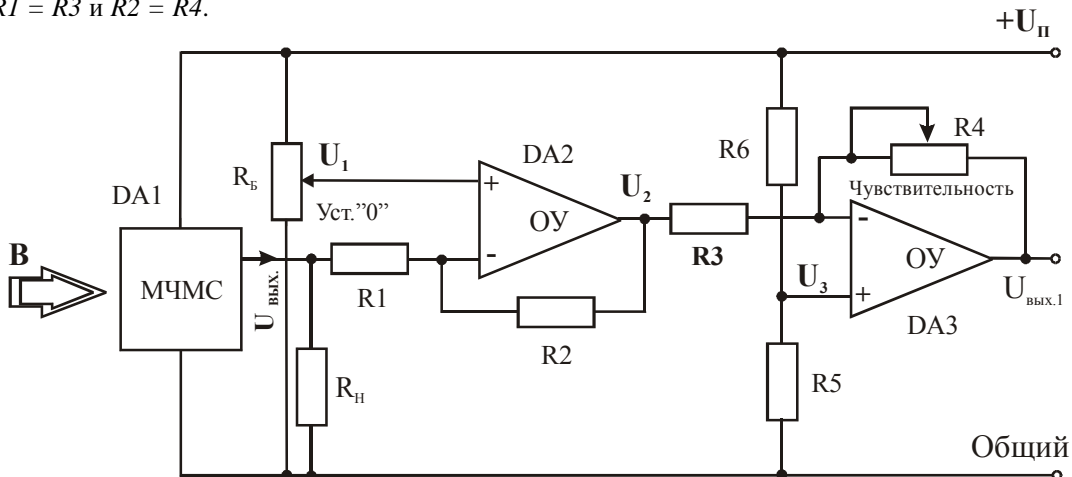 R1 = R3 и R2 = R4.
+Uп
R6
R4
DA2
U1
RБ
DA1
Уст.”0”
+
ОУ
U2
Чувствительность
-
В
МЧМС
U вых.
-
R1
R3
U3
ОУ
+
Uвых.1
DA3
R2
RН
R5
Общий